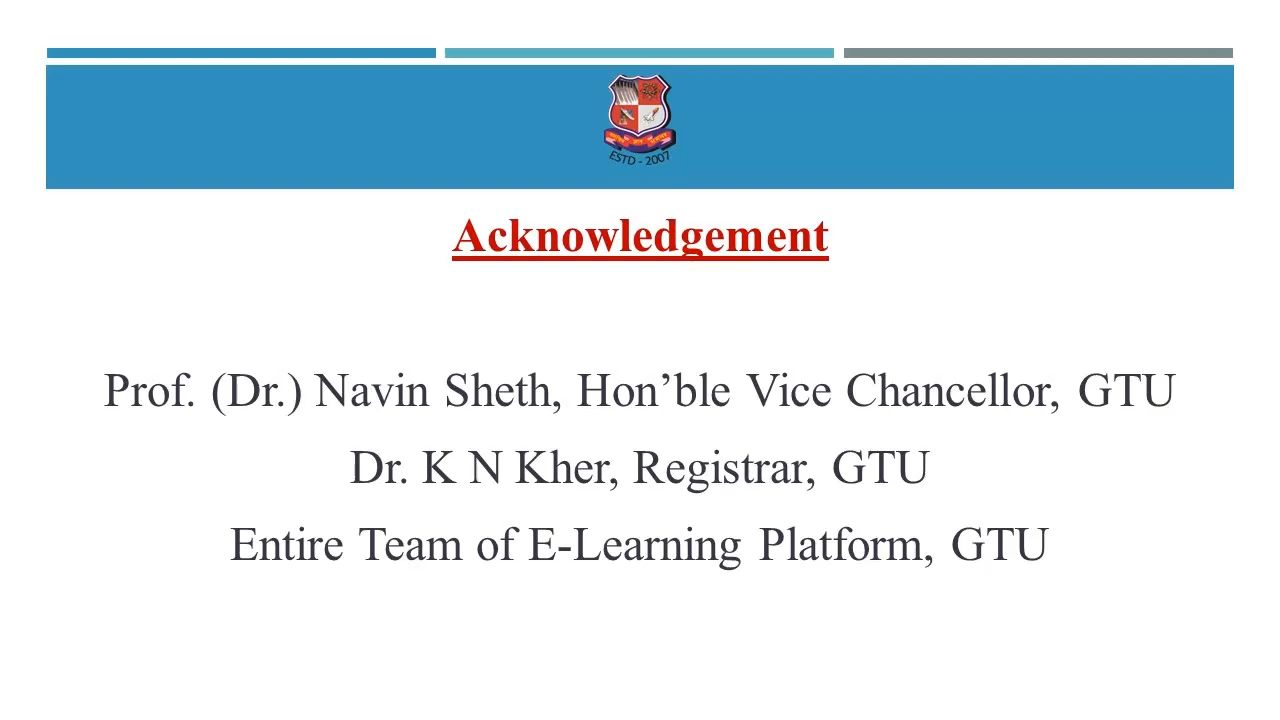 ESTD - 2007
Acknowledgement
Prof. (Dr.) Navin Sheth, Hon’ble Vice Chancellor, GTU
Dr. K N Kher, Registrar, GTU
Entire Team of E-Learning Platform, GTU